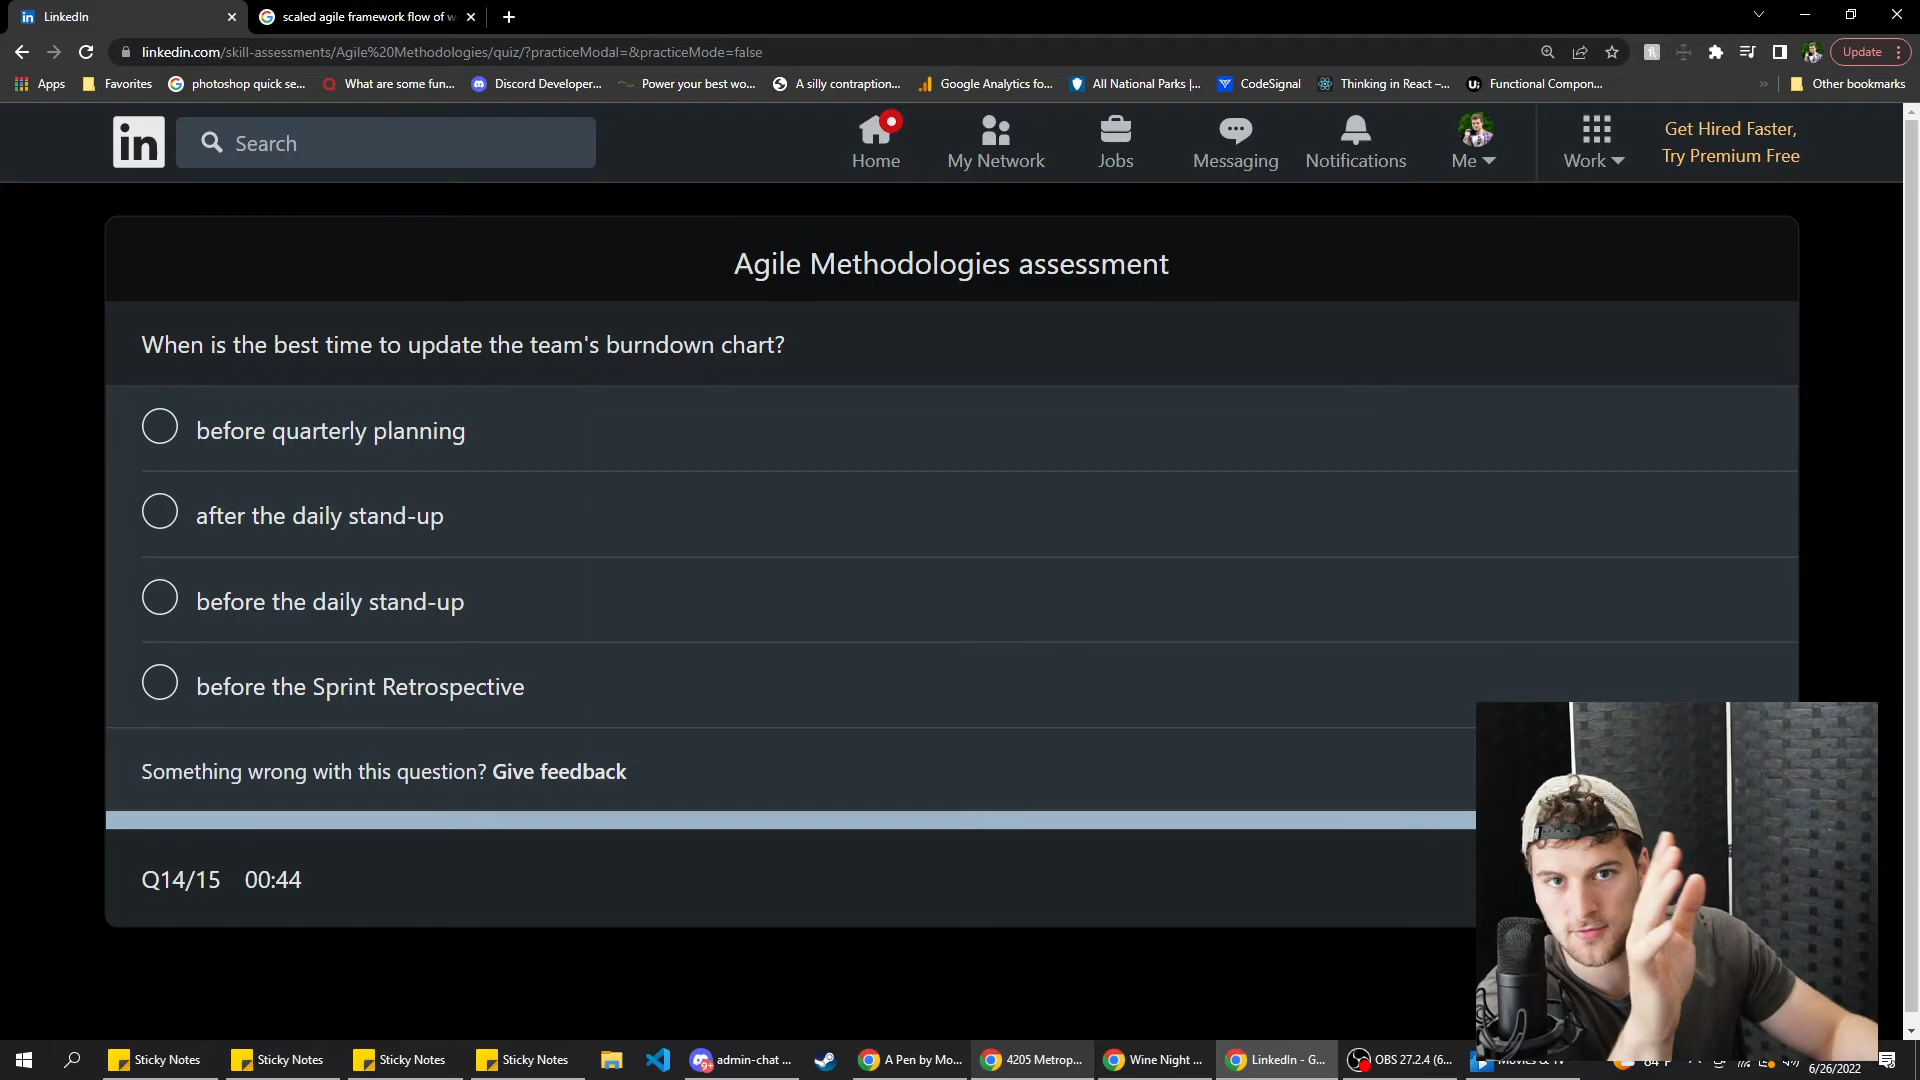 LinkedIn
scaled agile framework flow of w
linkedin.com/skill-assessments/Agile%20Methodologies/quiz/?practiceModal=&practiceMode=false
Update
Apps
Favorites
photoshop quick se...
What are some fun...
Discord Developer...
Power your best wo...
A silly contraption...
Google Analytics fo...
All National Parks |...
CodeSignal
Thinking in React –...
Functional Compon...
Other bookmarks
in
Search
Home
My Network
Jobs
Messaging
Notifications
Me
Work
Get Hired Faster,
Try Premium Free
Agile Methodologies assessment
When is the best time to update the team's burndown chart?
before quarterly planning
after the daily stand-up
before the daily stand-up
before the Sprint Retrospective
Something wrong with this question? Give feedback
Q14/15 00:44
Sticky Notes
Sticky Notes
Sticky Notes
Sticky Notes
admin-chat ...
A Pen by Mo...
4205 Metrop...
Wine Night ...
LinkedIn - G...
OBS 27.2.4 (6...
6/26/2022